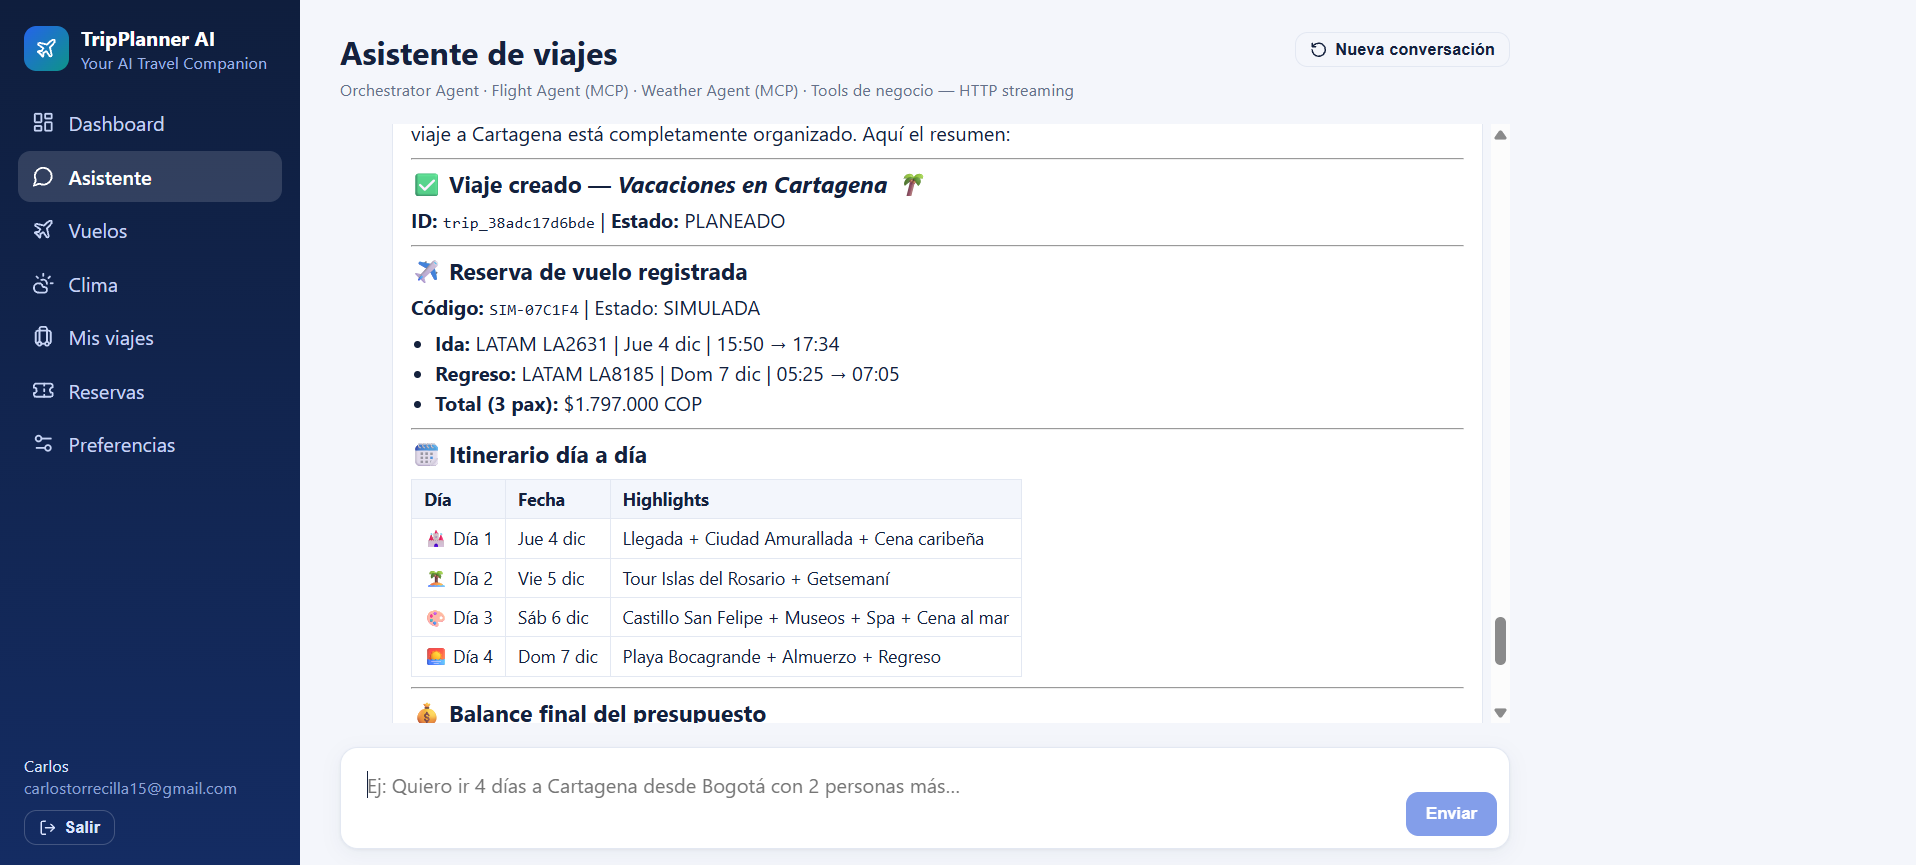 TripPlanner AI
Your AI Travel Companion
Dashboard
Asistente
Vuelos
Clima
Mis viajes
Reservas
Preferencias
Carlos
carlostorrecilla15@gmail.com
Salir
Asistente de viajes
Nueva conversación
Orchestrator Agent · Flight Agent (MCP) · Weather Agent (MCP) · Tools de negocio — HTTP streaming
viaje a Cartagena está completamente organizado. Aquí el resumen:
✅ Viaje creado — Vacaciones en Cartagena 🌴
ID: trip_38adc17d6bde | Estado: PLANEADO
✈️ Reserva de vuelo registrada
Código: SIM-07C1F4 | Estado: SIMULADA
• Ida: LATAM LA2631 | Jue 4 dic | 15:50 → 17:34
• Regreso: LATAM LA8185 | Dom 7 dic | 05:25 → 07:05
• Total (3 pax): $1.797.000 COP
🗓️ Itinerario día a día
Día Fecha Highlights
🏰 Día 1 Jue 4 dic Llegada + Ciudad Amurallada + Cena caribeña
🏝️ Día 2 Vie 5 dic Tour Islas del Rosario + Getsemaní
🎨 Día 3 Sáb 6 dic Castillo San Felipe + Museos + Spa + Cena al mar
🌅 Día 4 Dom 7 dic Playa Bocagrande + Almuerzo + Regreso
💰 Balance final del presupuesto
Ej: Quiero ir 4 días a Cartagena desde Bogotá con 2 personas más...
Enviar